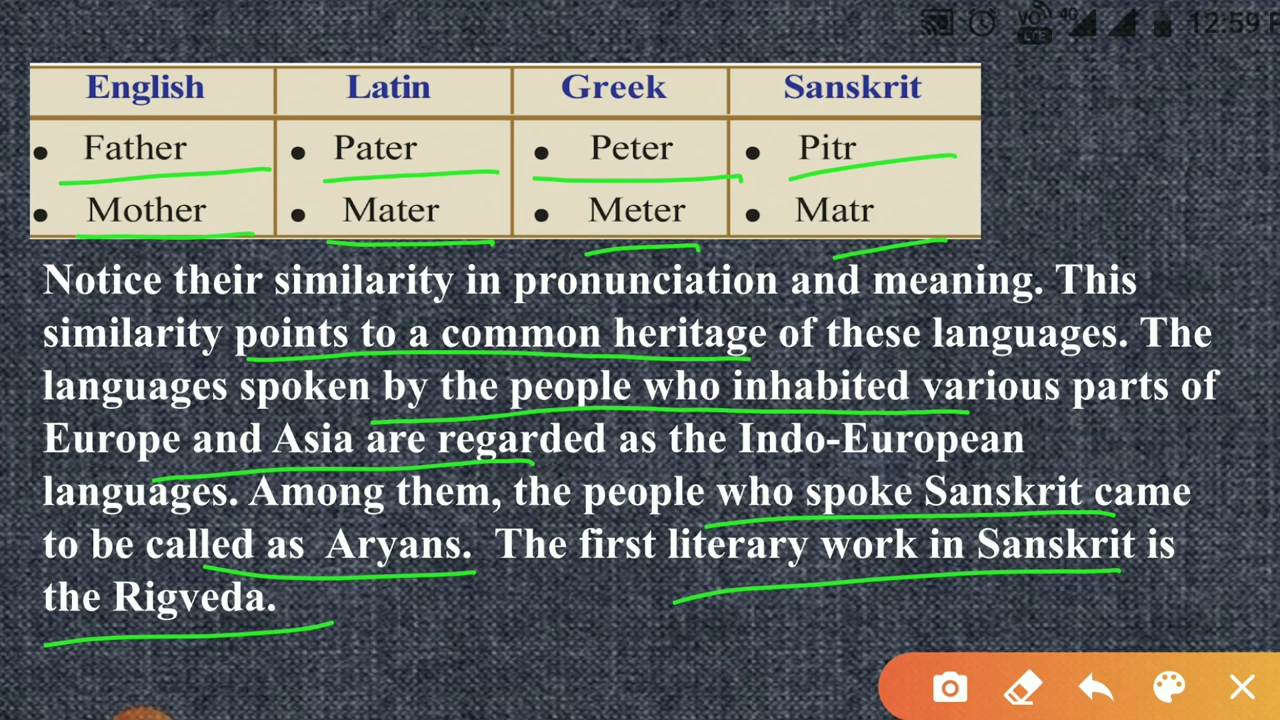 VO 4G 12:59
LTE
English Latin Greek Sanskrit
• Father • Pater • Peter • Pitr
• Mother • Mater • Meter • Matr
Notice their similarity in pronunciation and meaning. This
similarity points to a common heritage of these languages. The
languages spoken by the people who inhabited various parts of
Europe and Asia are regarded as the Indo-European
languages. Among them, the people who spoke Sanskrit came
to be called as Aryans. The first literary work in Sanskrit is
the Rigveda.